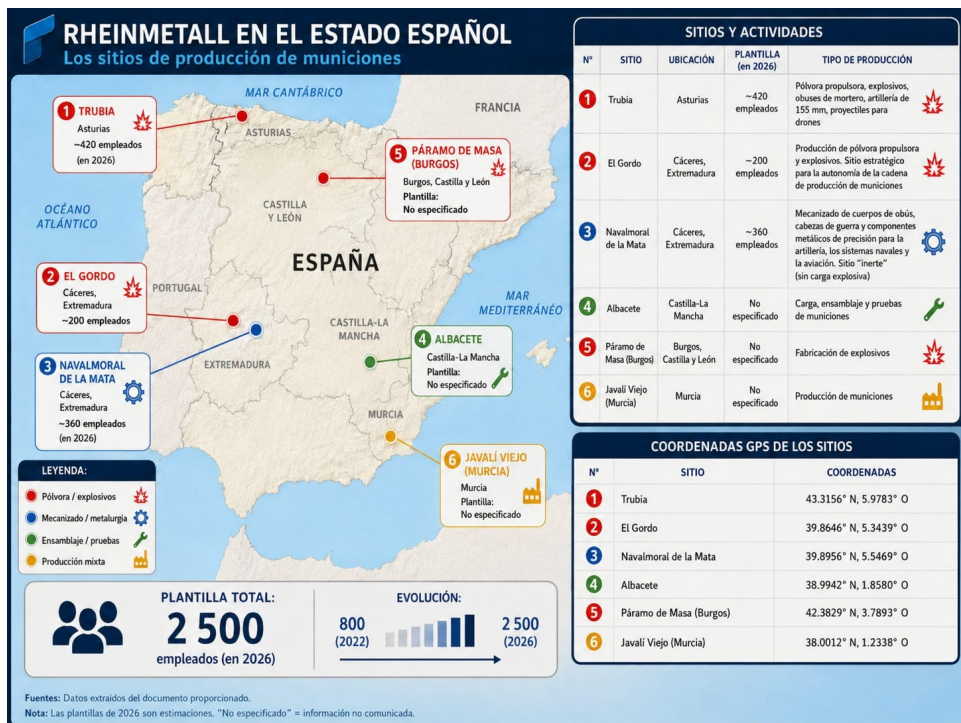 RHEINMETALL EN EL ESTADO ESPAÑOL
Los sitios de producción de municiones
MAR CANTÁBRICO
FRANCIA
OCÉANO
ATLÁNTICO
PORTUGAL
ASTURIAS
CASTILLA
Y LEÓN
ESPAÑA
MAR
MEDITERRÁNÉO
CASTILLA-LA
MANCHA
EXTREMADURA
MURCIA
1 TRUBIA
Asturias
~420 empleados
(en 2026)
5 PÁRAMO DE MASA
(BURGOS)
Burgos, Castilla y León
Plantilla:
No especificado
2 EL GORDO
Cáceres,
Extremadura
~200 empleados
3 NAVALMORAL
DE LA MATA
Cáceres,
Extremadura
~360 empleados
(en 2026)
4 ALBACETE
Castilla-La Mancha
Plantilla:
No especificado
6 JAVALÍ VIEJO
(MURCIA)
Murcia
Plantilla:
No especificado
LEYENDA:
Pólvora / explosivos
Mecanizado / metalurgia
Ensamblaje / pruebas
Producción mixta
PLANTILLA TOTAL:
2 500
empleados (en 2026)
EVOLUCIÓN:
800
(2022)
2 500
(2026)
Fuentes: Datos extraidos del documento proporcionado.
Nota: Las plantillas de 2026 son estimaciones. "No especificado" = información no comunicada.
SITIOS Y ACTIVIDADES
N° SITIO UBICACIÓN PLANTILLA (en 2026) TIPO DE PRODUCCIÓN
1 Trubia Asturias ~420 empleados Pólvora propulsora, explosivos, obuses de mortero, artillería de 155 mm, proyectiles para drones
2 El Gordo Cáceres, Extremadura ~200 empleados Producción de pólvora propulsora y explosivos. Sitio estratégico para la autonomía de la cadena de producción de municiones
3 Navalmoral de la Mata Cáceres, Extremadura ~360 empleados Mecanizado de cuerpos de obús, cabezas de guerra y componentes metálicos de precisión para la artillería, los sistemas navales y la aviación. Sitio "inerte" (sin carga explosiva)
4 Albacete Castilla-La Mancha No especificado Carga, ensamblaje y pruebas de municiones
5 Páramo de Masa (Burgos) Burgos, Castilla y León No especificado Fabricación de explosivos
6 Javalí Viejo (Murcia) Murcia No especificado Producción de municiones
COORDENADAS GPS DE LOS SITIOS
N° SITIO COORDENADAS
1 Trubia 43.3156° N, 5.9783° O
2 El Gordo 39.8646° N, 5.3439° O
3 Navalmoral de la Mata 39.8956° N, 5.5469° O
4 Albacete 38.9942° N, 1.8580° O
5 Páramo de Masa (Burgos) 42.3829° N, 3.7893° O
6 Javalí Viejo (Murcia) 38.0012° N, 1.2338° O